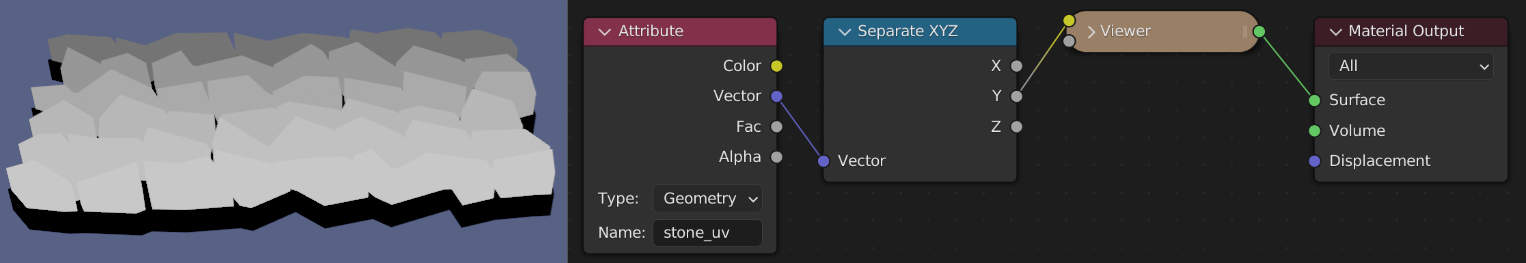 Attribute
Color
Vector
Fac
Alpha
Type: Geometry
Name: stone_uv
Separate XYZ
X
Y
Z
Vector
Viewer
Material Output
All
Surface
Volume
Displacement